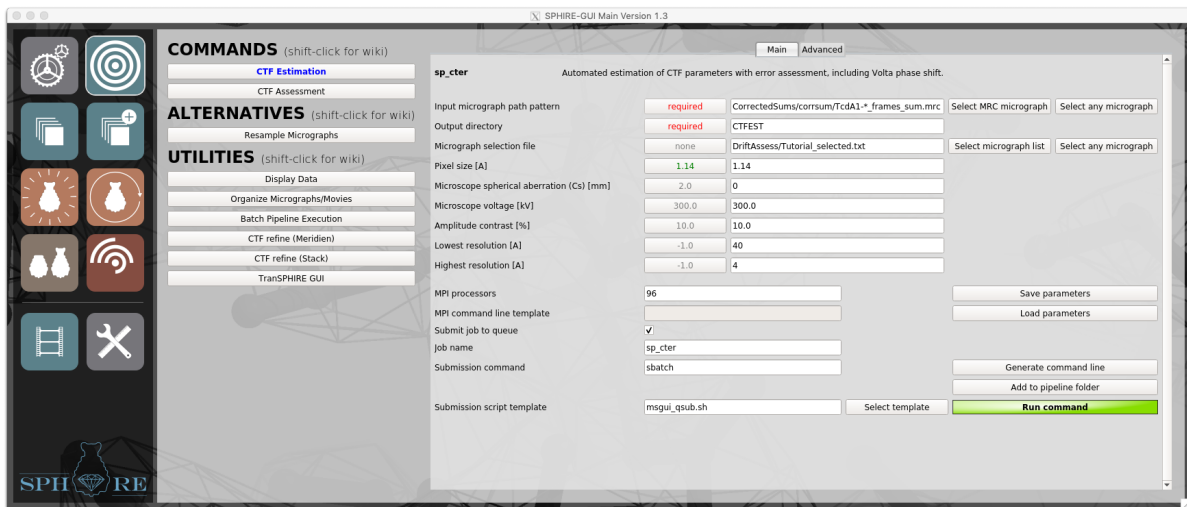 SPHIRE-GUI Main Version 1.3
COMMANDS (shift-click for wiki)
CTF Estimation
CTF Assessment
ALTERNATIVES (shift-click for wiki)
Resample Micrographs
UTILITIES (shift-click for wiki)
Display Data
Organize Micrographs/Movies
Batch Pipeline Execution
CTF refine (Meridien)
CTF refine (Stack)
TranSPHIRE GUI
SPHIRE
Main Advanced
sp_cter Automated estimation of CTF parameters with error assessment, including Volta phase shift.
Input micrograph path pattern required CorrectedSums/corrsum/TcdA1-*_frames_sum.mrc Select MRC micrograph Select any micrograph
Output directory required CTFEST
Micrograph selection file none DriftAssess/Tutorial_selected.txt Select micrograph list Select any micrograph
Pixel size [A] 1.14 1.14
Microscope spherical aberration (Cs) [mm] 2.0 0
Microscope voltage [kV] 300.0 300.0
Amplitude contrast [%] 10.0 10.0
Lowest resolution [A] -1.0 40
Highest resolution [A] -1.0 4
MPI processors 96 Save parameters
MPI command line template Load parameters
Submit job to queue
Job name sp_cter
Submission command sbatch Generate command line
Add to pipeline folder
Submission script template msgui_qsub.sh Select template Run command